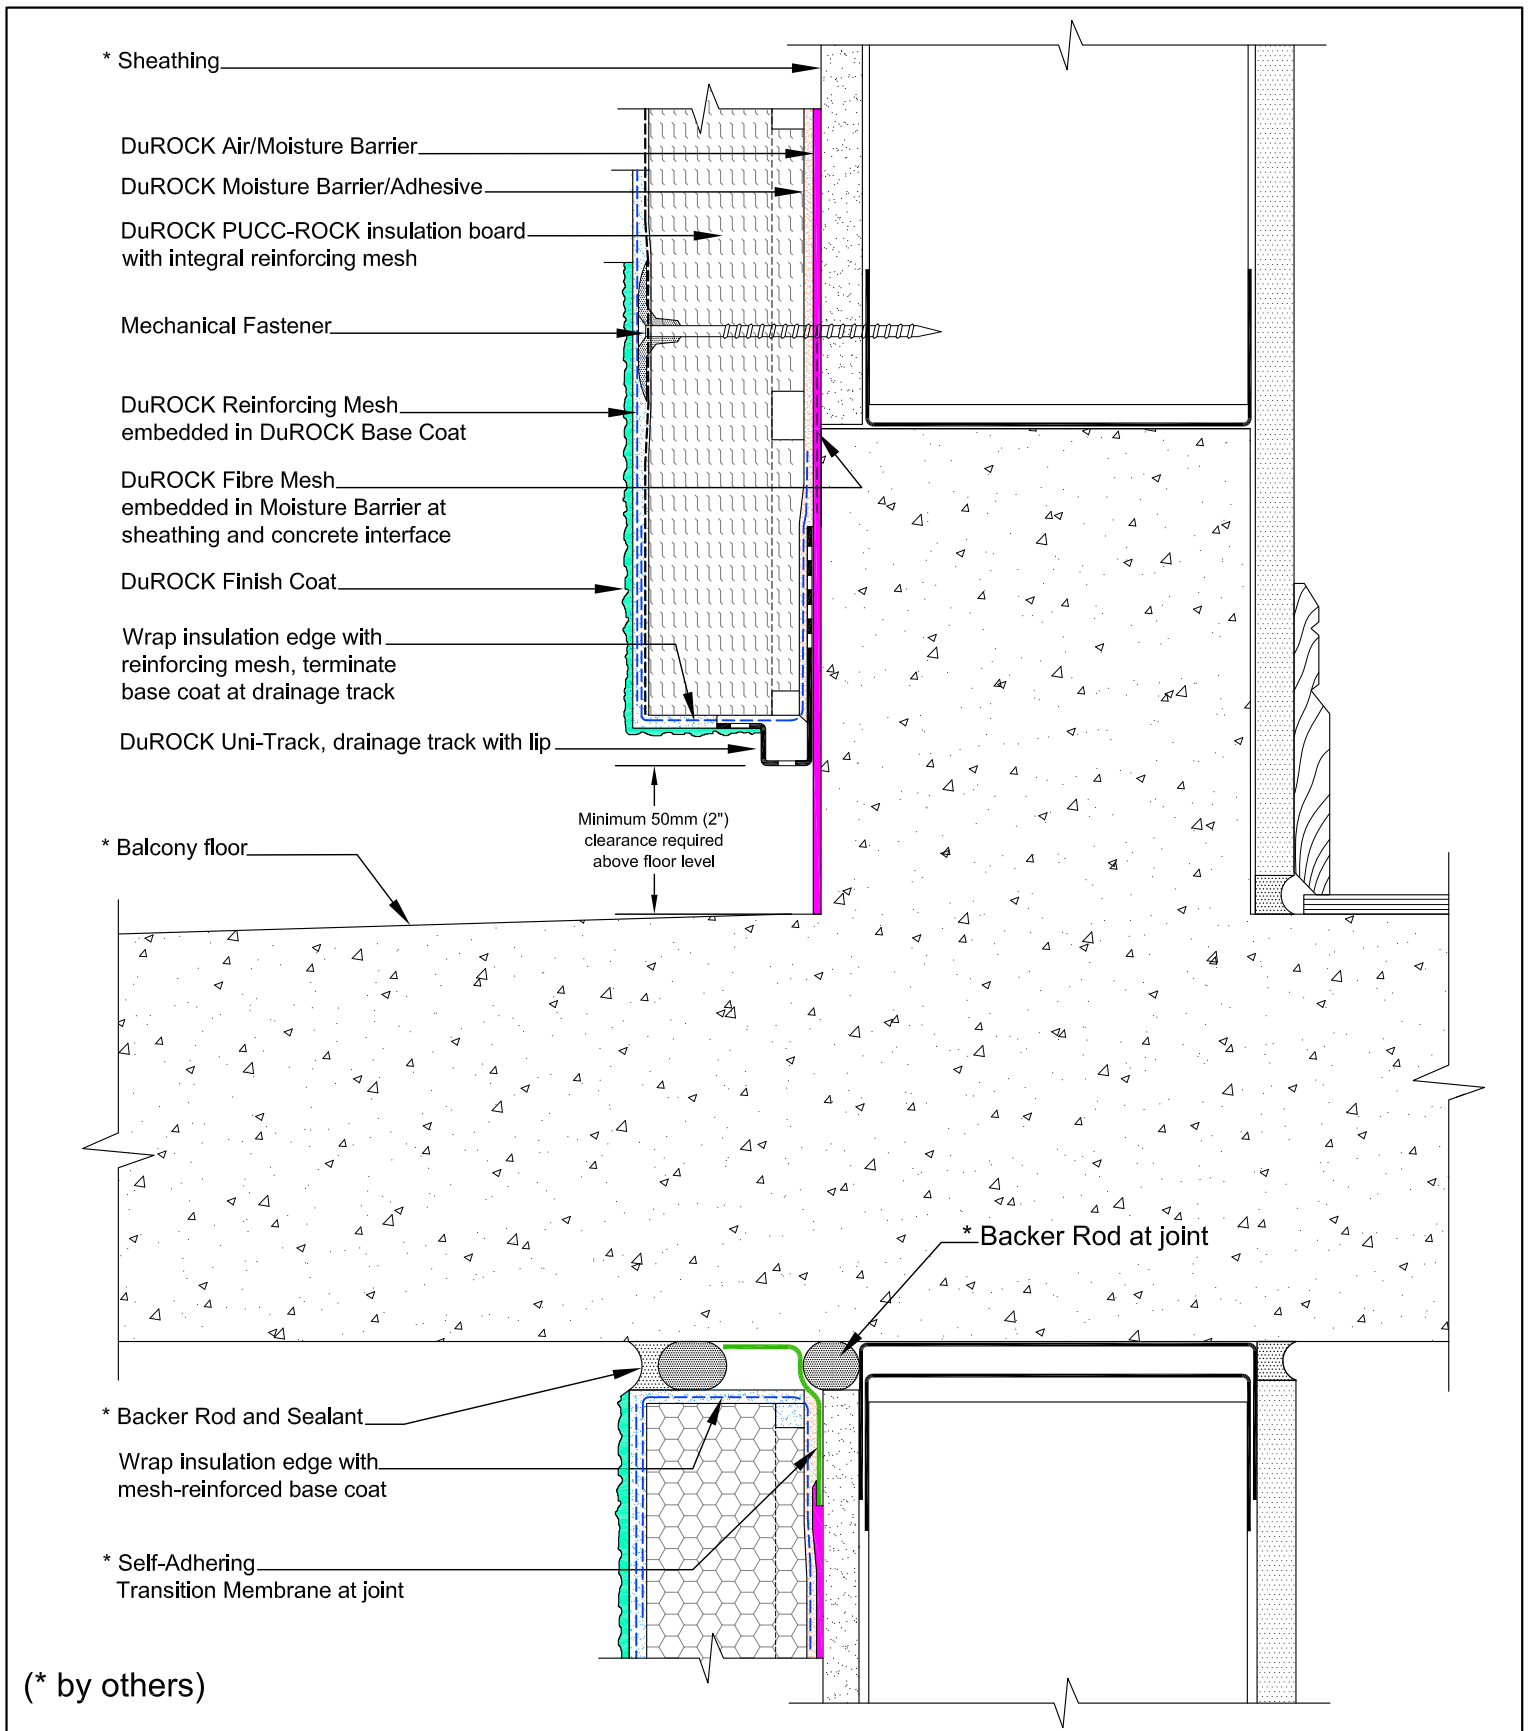 * Sheathing
DuROCK Air/Moisture Barrier
DuROCK Moisture Barrier/Adhesive
DuROCK PUCC-ROCK insulation board
with integral reinforcing mesh
Mechanical Fastener
DuROCK Reinforcing Mesh
embedded in DuROCK Base Coat
DuROCK Fibre Mesh
embedded in Moisture Barrier at
sheathing and concrete interface
DuROCK Finish Coat
Wrap insulation edge with
reinforcing mesh, terminate
base coat at drainage track
DuROCK Uni-Track, drainage track with lip
Minimum 50mm (2")
clearance required
above floor level
* Balcony floor
* Backer Rod at joint
* Backer Rod and Sealant
Wrap insulation edge with
mesh-reinforced base coat
* Self-Adhering
Transition Membrane at joint
(* by others)